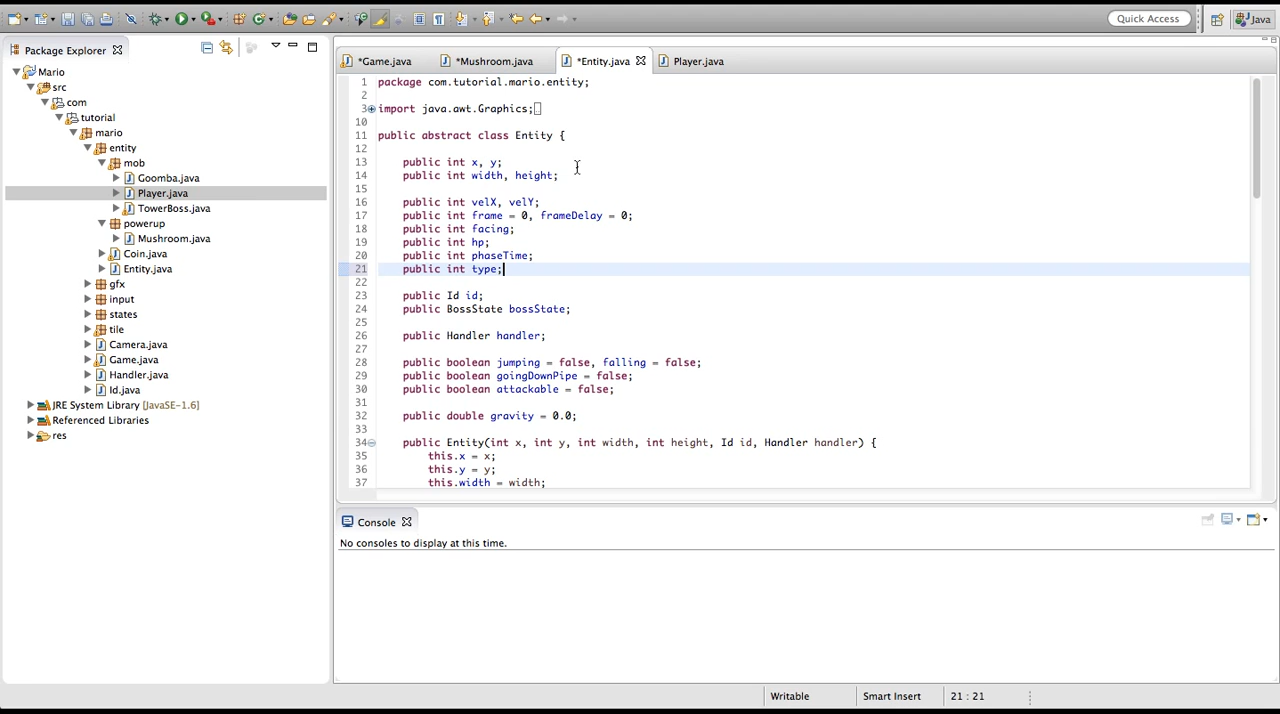 Quick Access
Java
Package Explorer
Mario
src
com
tutorial
mario
entity
mob
Goomba.java
Player.java
TowerBoss.java
powerup
Mushroom.java
Coin.java
Entity.java
gfx
input
states
tile
Camera.java
Game.java
Handler.java
Id.java
JRE System Library [JavaSE-1.6]
Referenced Libraries
res
*Game.java
*Mushroom.java
*Entity.java
Player.java
1 package com.tutorial.mario.entity;
2
3 import java.awt.Graphics;
10
11 public abstract class Entity {
12
13 public int x, y;
14 public int width, height;
15
16 public int velX, velY;
17 public int frame = 0, frameDelay = 0;
18 public int facing;
19 public int hp;
20 public int phaseTime;
21 public int type;
22
23 public Id id;
24 public BossState bossState;
25
26 public Handler handler;
27
28 public boolean jumping = false, falling = false;
29 public boolean goingDownPipe = false;
30 public boolean attackable = false;
31
32 public double gravity = 0.0;
33
34 public Entity(int x, int y, int width, int height, Id id, Handler handler) {
35 this.x = x;
36 this.y = y;
37 this.width = width;
Console
No consoles to display at this time.
Writable
Smart Insert
21 : 21